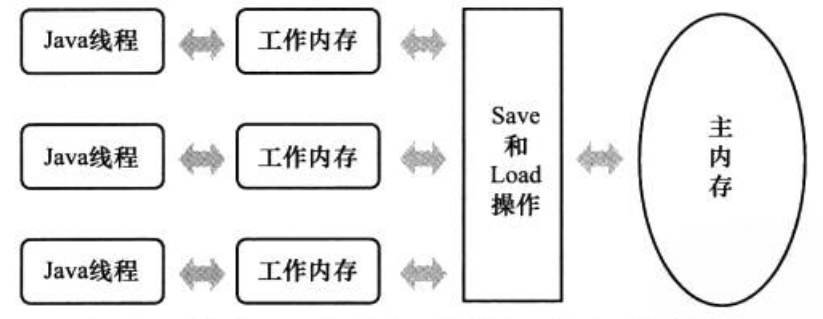 Java线程
工作内存
Java线程
工作内存
Java线程
工作内存
Save
和
Load
操作
主
内
存